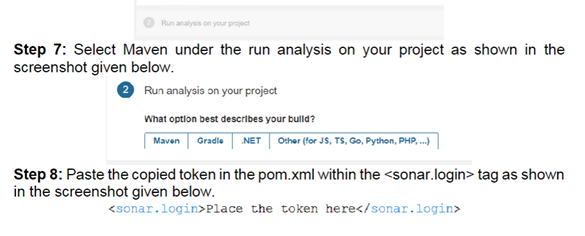 2 Run analysis on your project
Step 7: Select Maven under the run analysis on your project as shown in the
screenshot given below.
2 Run analysis on your project
What option best describes your build?
Maven Gradle .NET Other (for JS, TS, Go, Python, PHP, ...)
Step 8: Paste the copied token in the pom.xml within the <sonar.login> tag as shown
in the screenshot given below.
<sonar.login>Place the token here</sonar.login>